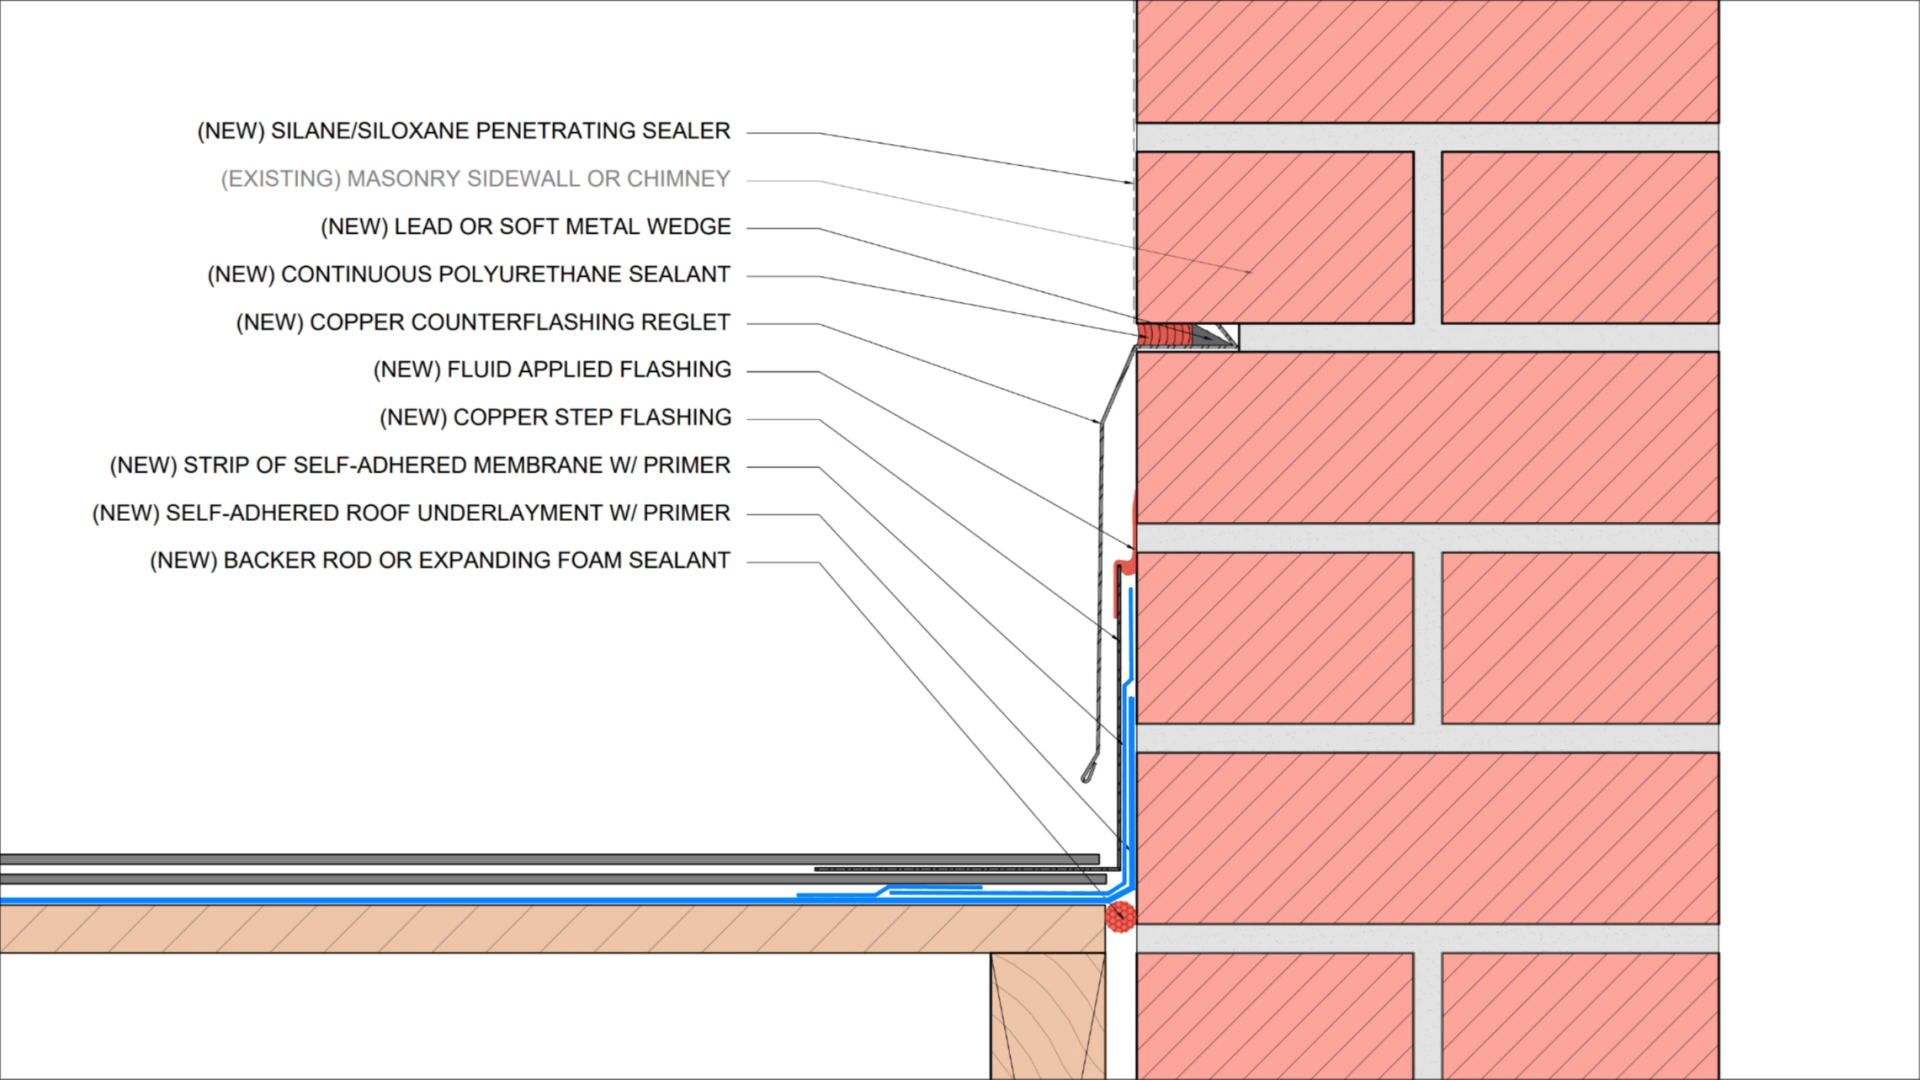 (NEW) SILANE/SILOXANE PENETRATING SEALER
(EXISTING) MASONRY SIDEWALL OR CHIMNEY
(NEW) LEAD OR SOFT METAL WEDGE
(NEW) CONTINUOUS POLYURETHANE SEALANT
(NEW) COPPER COUNTERFLASHING REGLET
(NEW) FLUID APPLIED FLASHING
(NEW) COPPER STEP FLASHING
(NEW) STRIP OF SELF-ADHERED MEMBRANE W/ PRIMER
(NEW) SELF-ADHERED ROOF UNDERLAYMENT W/ PRIMER
(NEW) BACKER ROD OR EXPANDING FOAM SEALANT